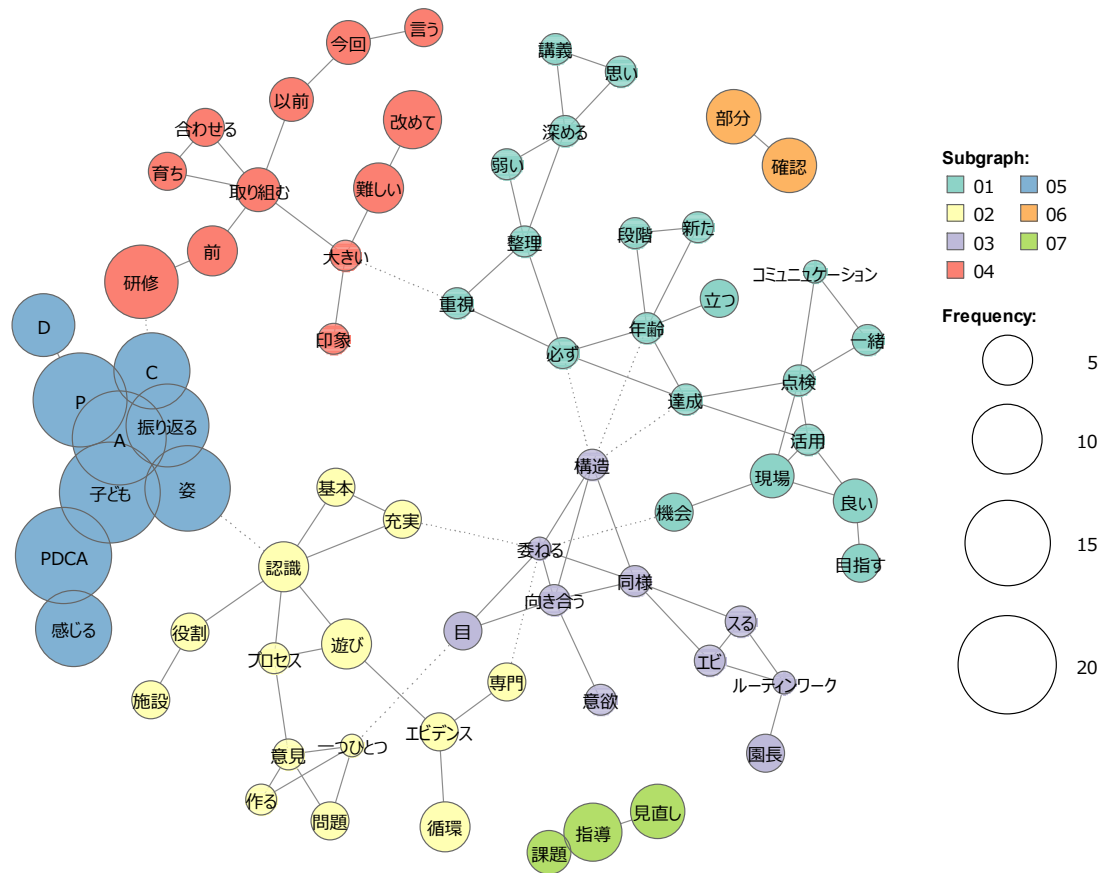 言う
今回
講義
思い
以前
改めて
部分
合わせる
深める
確認
弱い
育ち
難しい
取り組む
段階
新た
前
整理
大きい
コミュニュケーション
研修
重視
立つ
D
年齢
印象
一緒
必ず
C
点検
P
達成
振り返る
A
活用
構造
現場
姿
子ども
基本
良い
機会
充実
委ねる
PDCA
認識
目指す
同様
向き合う
感じる
役割
遊び
目
スる
プロセス
エビ
専門
ルーティンワーク
施設
意欲
エビデンス
一つひとつ
意見
園長
作る
問題
循環
見直し
指導
課題
Subgraph:
01 05
02 06
03 07
04
Frequency:
5
10
15
20